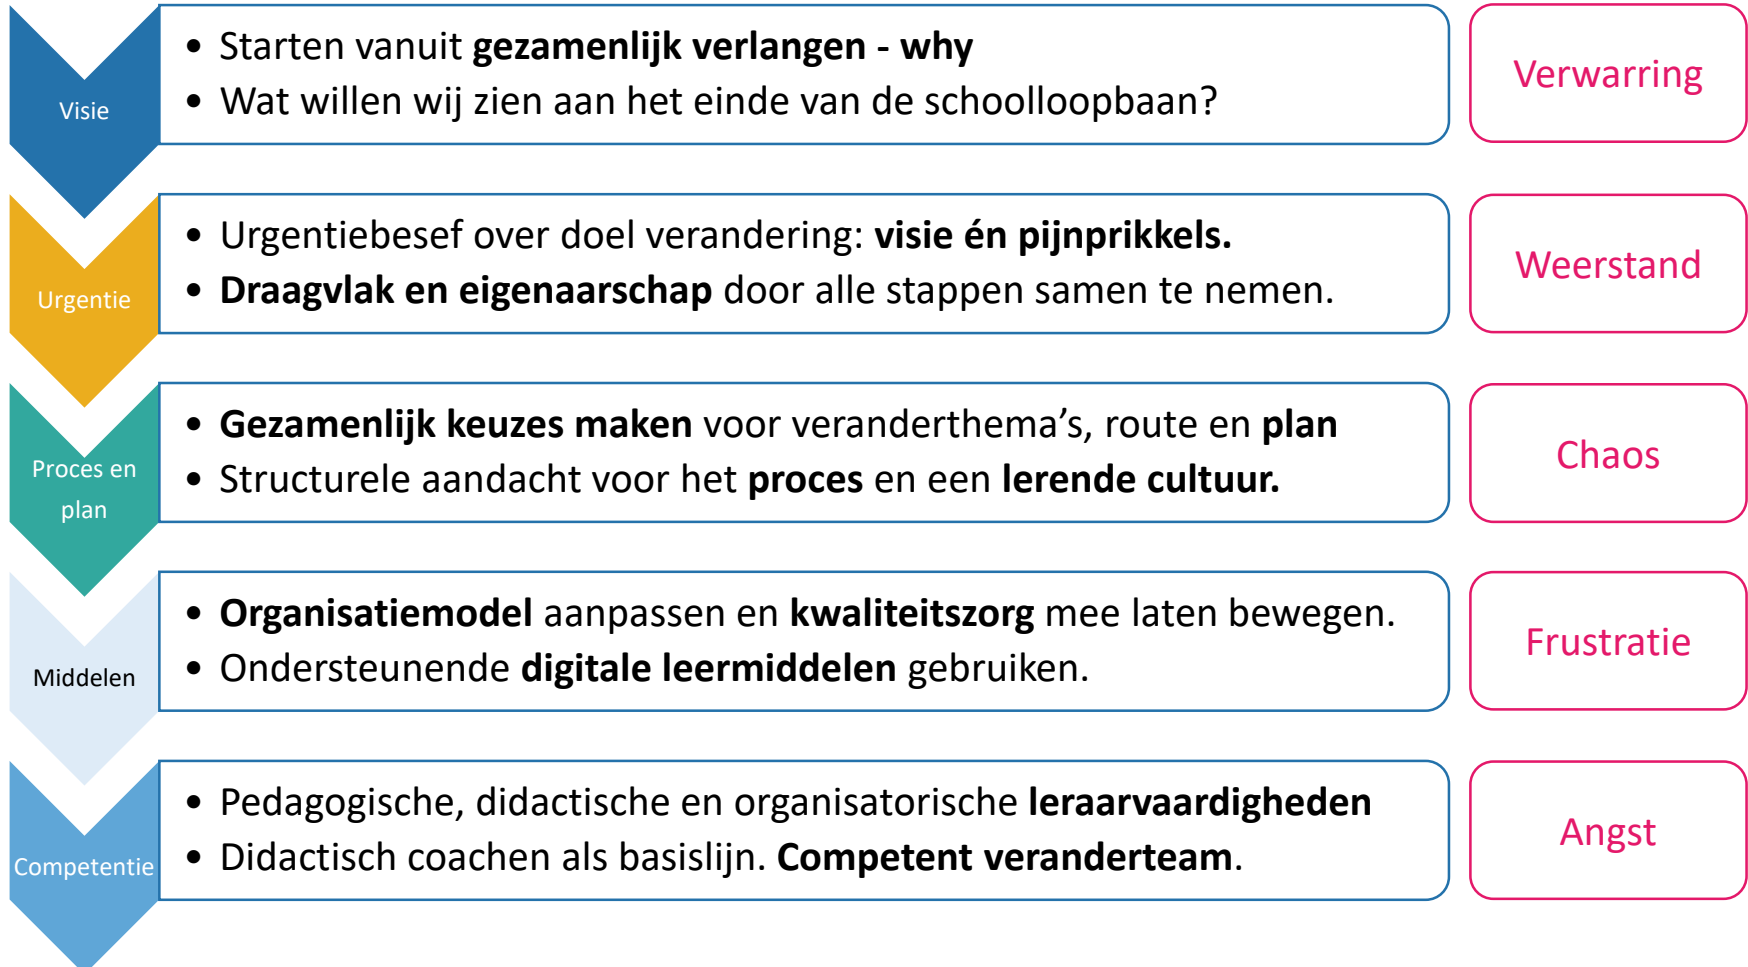 Visie
• Starten vanuit gezamenlijk verlangen - why
• Wat willen wij zien aan het einde van de schoolloopbaan?
Verwarring
Urgentie
• Urgentiebesef over doel verandering: visie én pijnprikkels.
• Draagvlak en eigenaarschap door alle stappen samen te nemen.
Weerstand
Proces en
plan
• Gezamenlijk keuzes maken voor veranderthema’s, route en plan
• Structurele aandacht voor het proces en een lerende cultuur.
Chaos
Middelen
• Organisatiemodel aanpassen en kwaliteitszorg mee laten bewegen.
• Ondersteunende digitale leermiddelen gebruiken.
Frustratie
Competentie
• Pedagogische, didactische en organisatorische leraarvaardigheden
• Didactisch coachen als basislijn. Competent veranderteam.
Angst